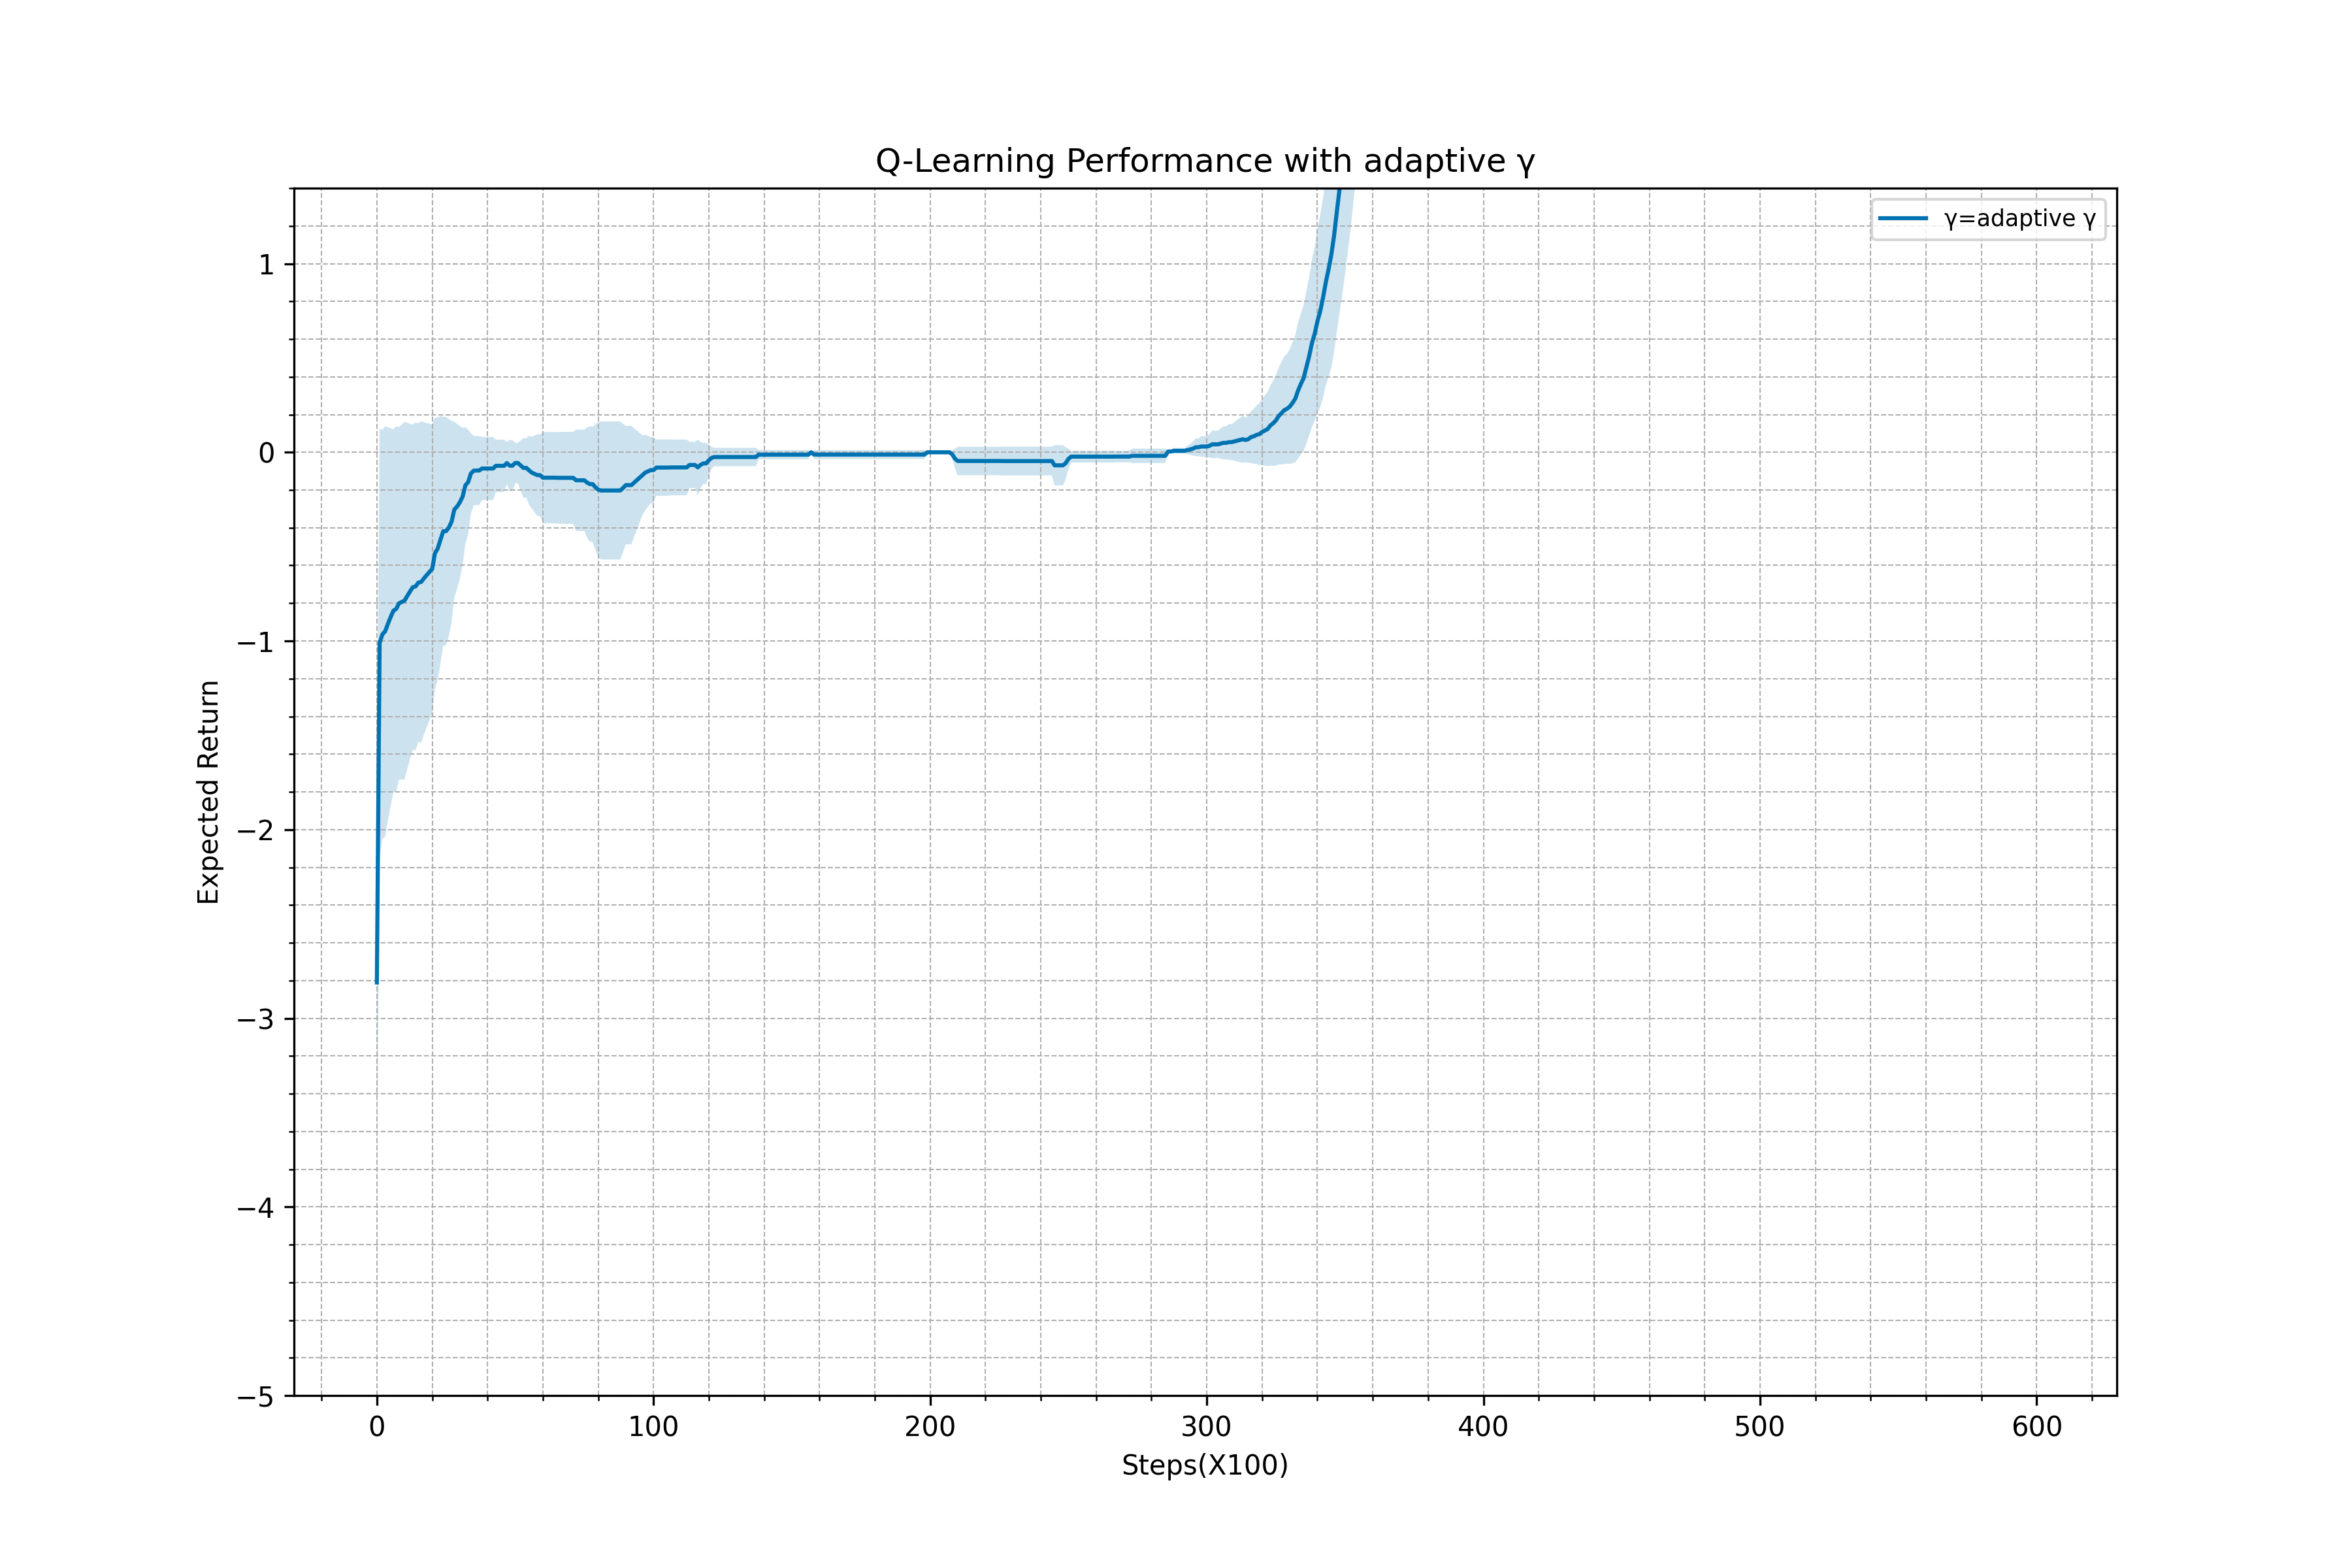 Q-Learning Performance with adaptive γ
γ=adaptive γ
Expected Return
1
0
−1
−2
−3
−4
−5
0 100 200 300 400 500 600
Steps(X100)